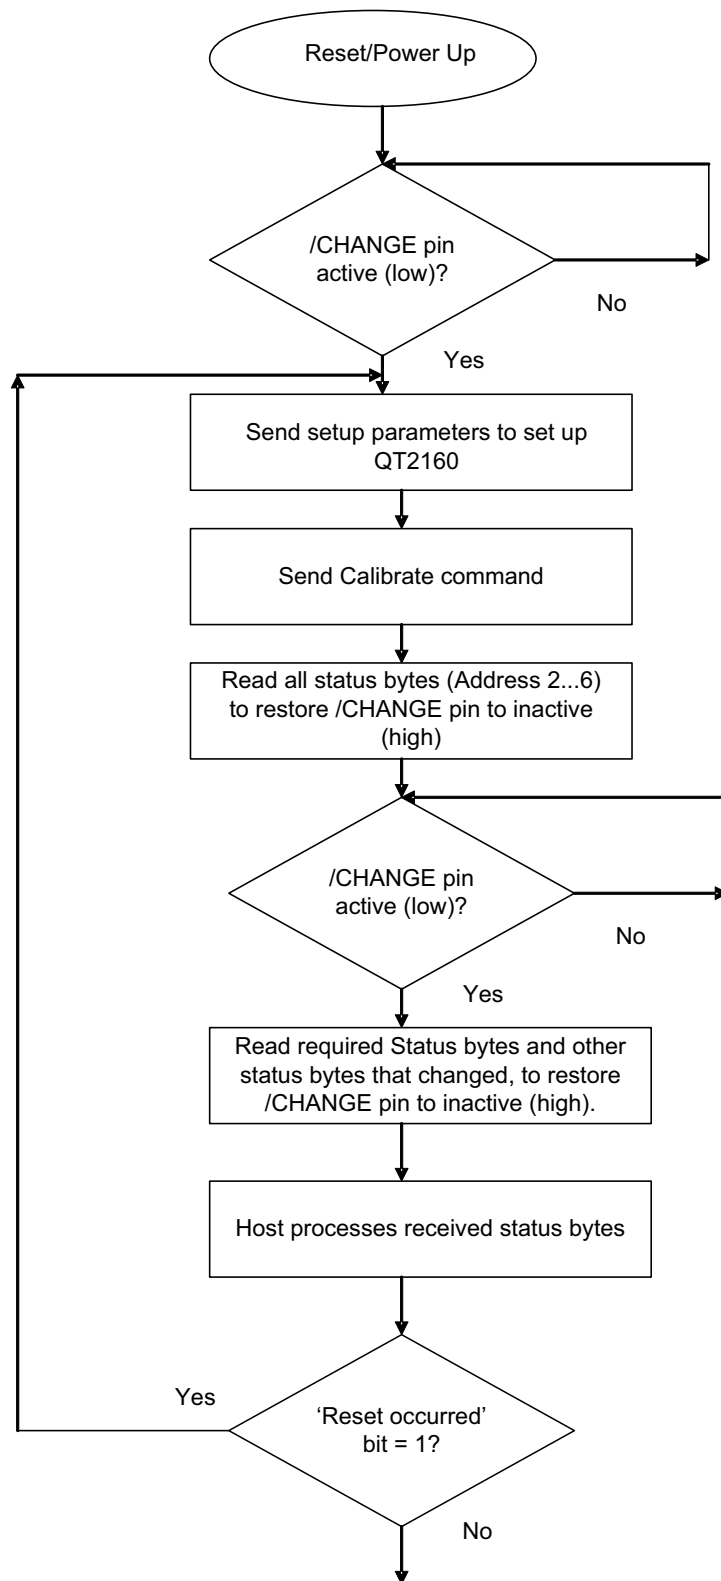 Reset/Power Up
/CHANGE pin
active (low)?
No
Yes
Send setup parameters to set up
QT2160
Send Calibrate command
Read all status bytes (Address 2...6)
to restore /CHANGE pin to inactive
(high)
/CHANGE pin
active (low)?
No
Yes
Read required Status bytes and other
status bytes that changed, to restore
/CHANGE pin to inactive (high).
Host processes received status bytes
Yes
‘Reset occurred’
bit = 1?
No